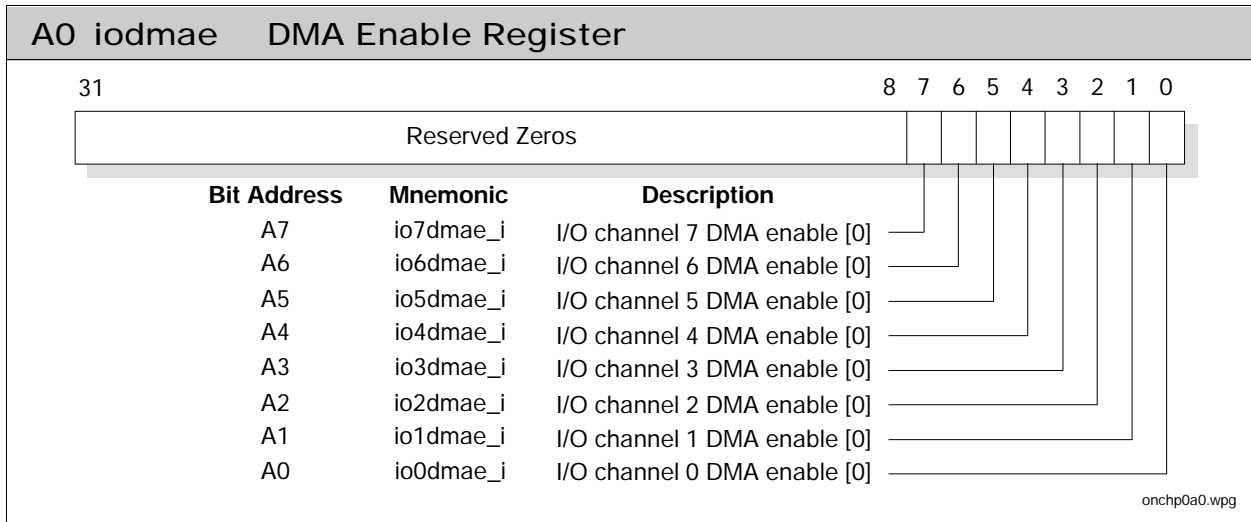 A0 iodmae DMA Enable Register
31 8 7 6 5 4 3 2 1 0
Reserved Zeros
Bit Address Mnemonic Description
A7 io7dmae_i I/O channel 7 DMA enable [0]
A6 io6dmae_i I/O channel 6 DMA enable [0]
A5 io5dmae_i I/O channel 5 DMA enable [0]
A4 io4dmae_i I/O channel 4 DMA enable [0]
A3 io3dmae_i I/O channel 3 DMA enable [0]
A2 io2dmae_i I/O channel 2 DMA enable [0]
A1 io1dmae_i I/O channel 1 DMA enable [0]
A0 io0dmae_i I/O channel 0 DMA enable [0]
onchp0a0.wpg